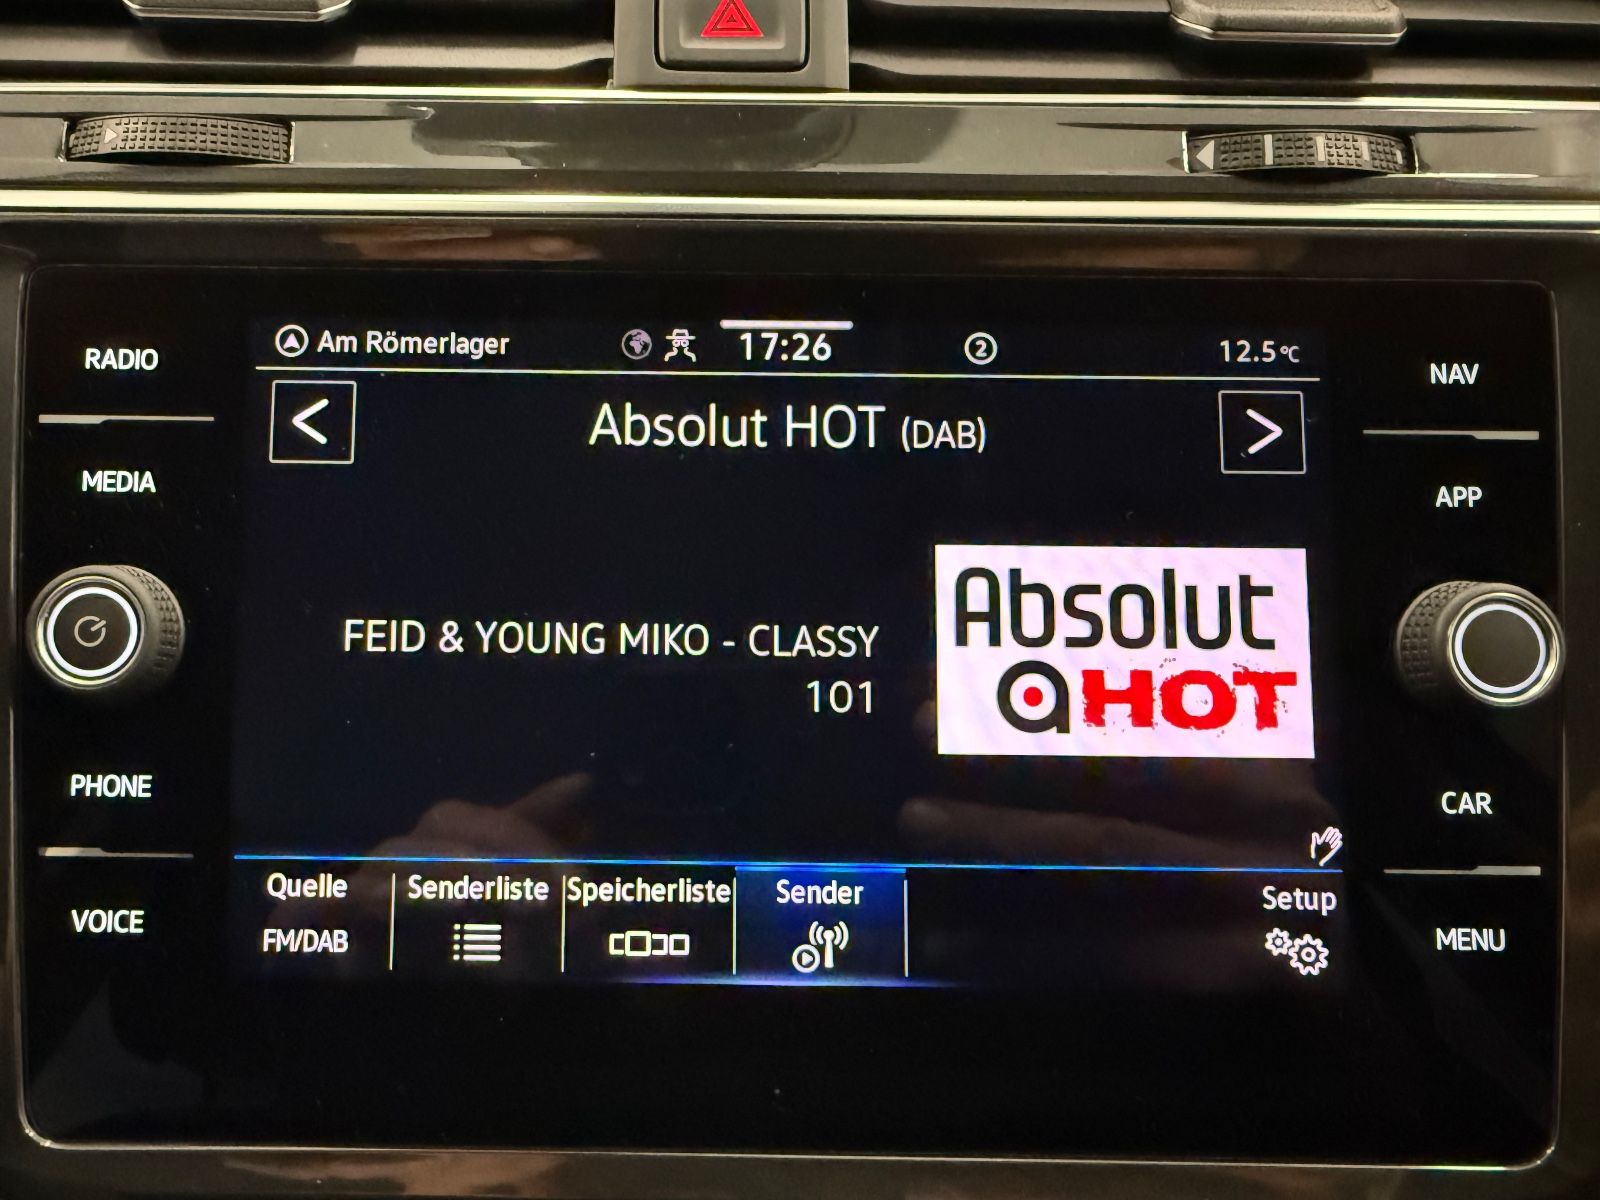 RADIO
MEDIA
PHONE
VOICE
Am Römerlager
17:26
2
12.5°C
Absolut HOT (DAB)
FEID & YOUNG MIKO - CLASSY
101
Absolut
a HOT
Quelle
FM/DAB
Senderliste
Speicherliste
Sender
Setup
NAV
APP
CAR
MENU